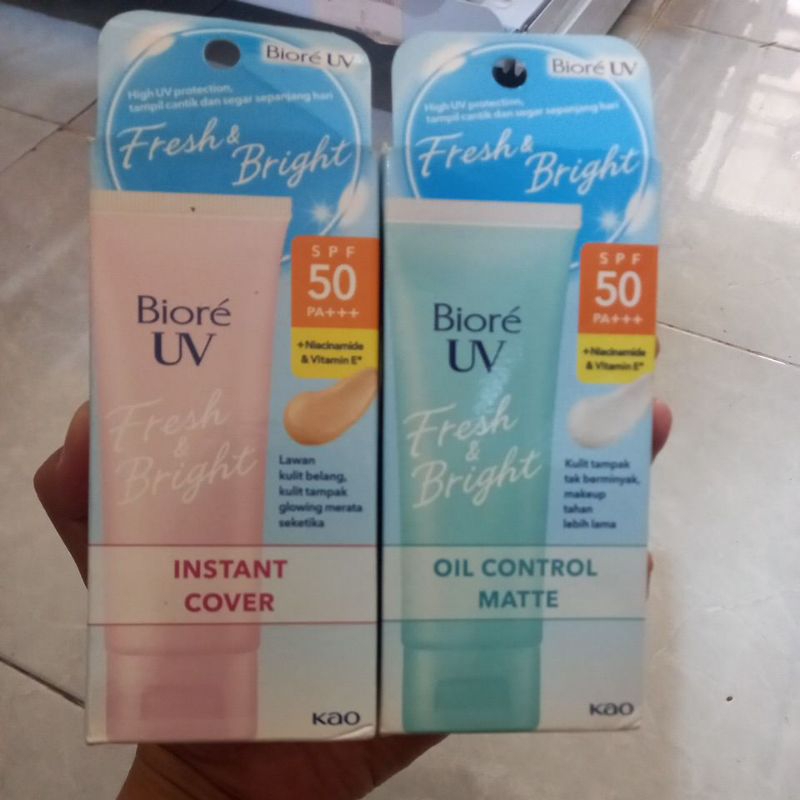 Bioré UV
High UV protection,
tampil cantik dan segar sepanjang hari
Fresh &
Bright
SPF
50
PA+++
+Niacinamide
& Vitamin E*
Bioré
UV
Fresh
&
Bright
Lawan
kulit belang,
kulit tampak
glowing merata
seketika
INSTANT
COVER
Kao
Bioré UV
High UV protection,
tampil cantik dan segar sepanjang hari
Fresh &
Bright
SPF
50
PA+++
+Niacinamide
& Vitamin E*
Bioré
UV
Fresh
&
Bright
Kulit tampak
tak berminyak,
makeup
tahan
lebih lama
OIL CONTROL
MATTE
Kao